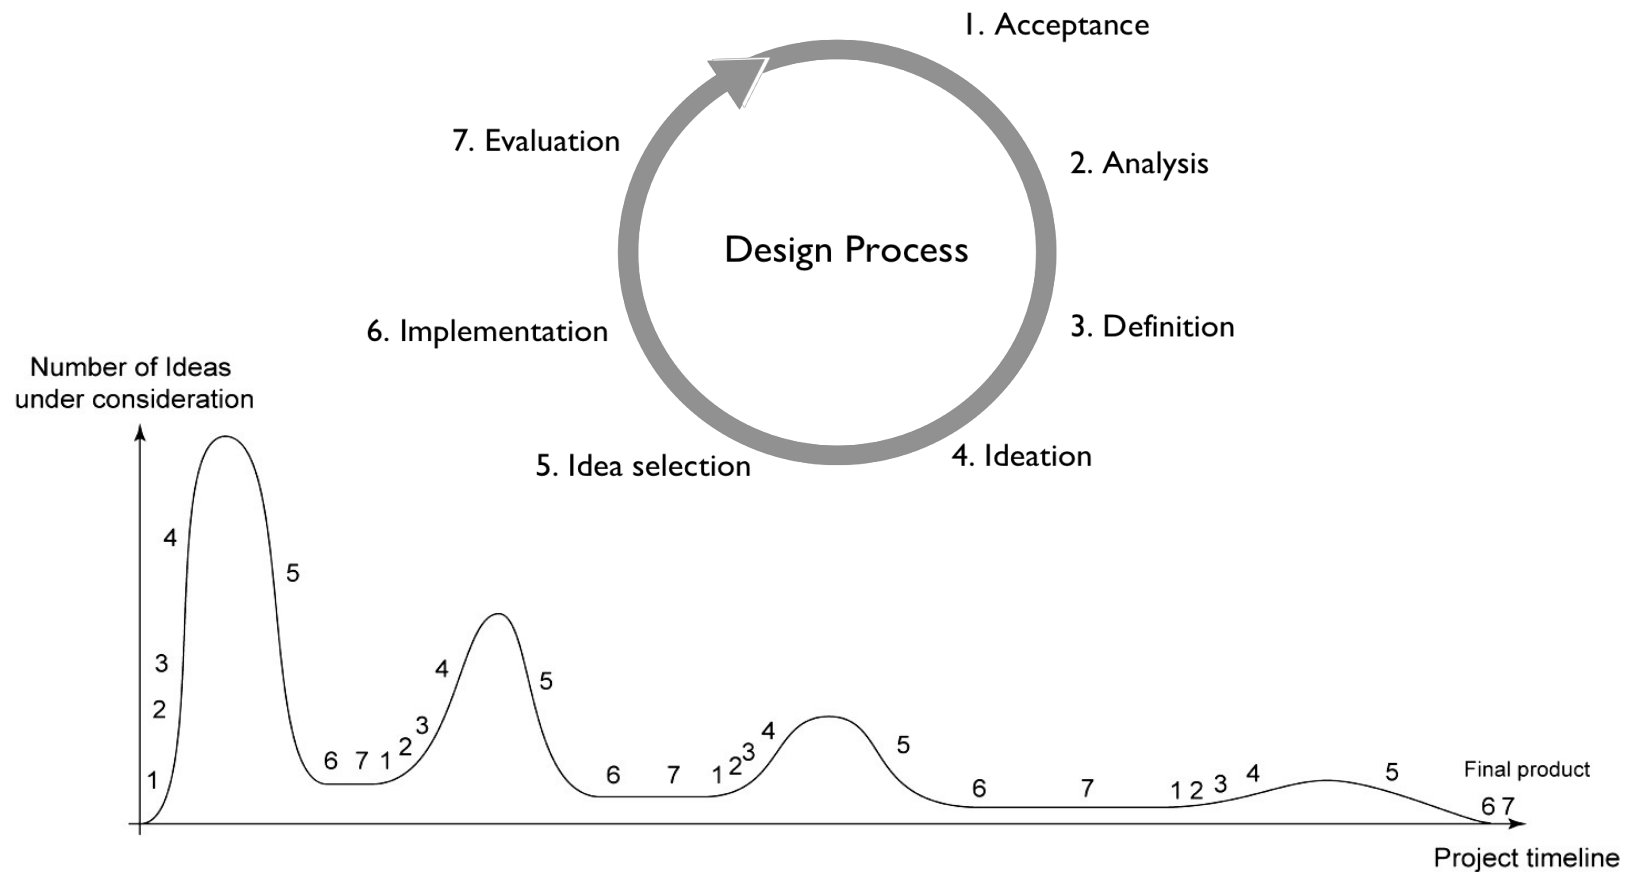 1. Acceptance
7. Evaluation
2. Analysis
Design Process
6. Implementation
3. Definition
5. Idea selection
4. Ideation
Number of Ideas
under consideration
4
5
3
2
1
6 7 1 2 3 4
5
6 7 1 2 3 4
5
6 7 1 2 3 4
5
Final product
6 7
Project timeline